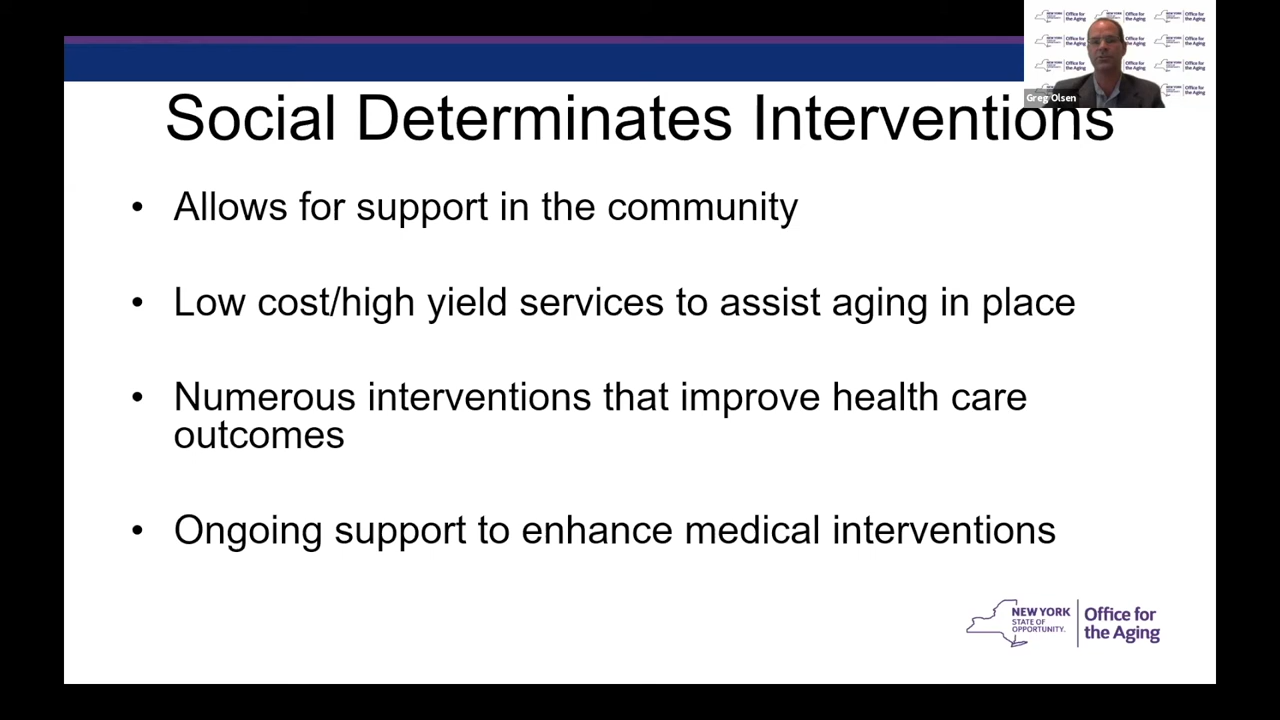 Greg Olsen
Social Determinates Interventions
• Allows for support in the community
• Low cost/high yield services to assist aging in place
• Numerous interventions that improve health care
outcomes
• Ongoing support to enhance medical interventions
NEW YORK
STATE OF
OPPORTUNITY.
Office for
the Aging